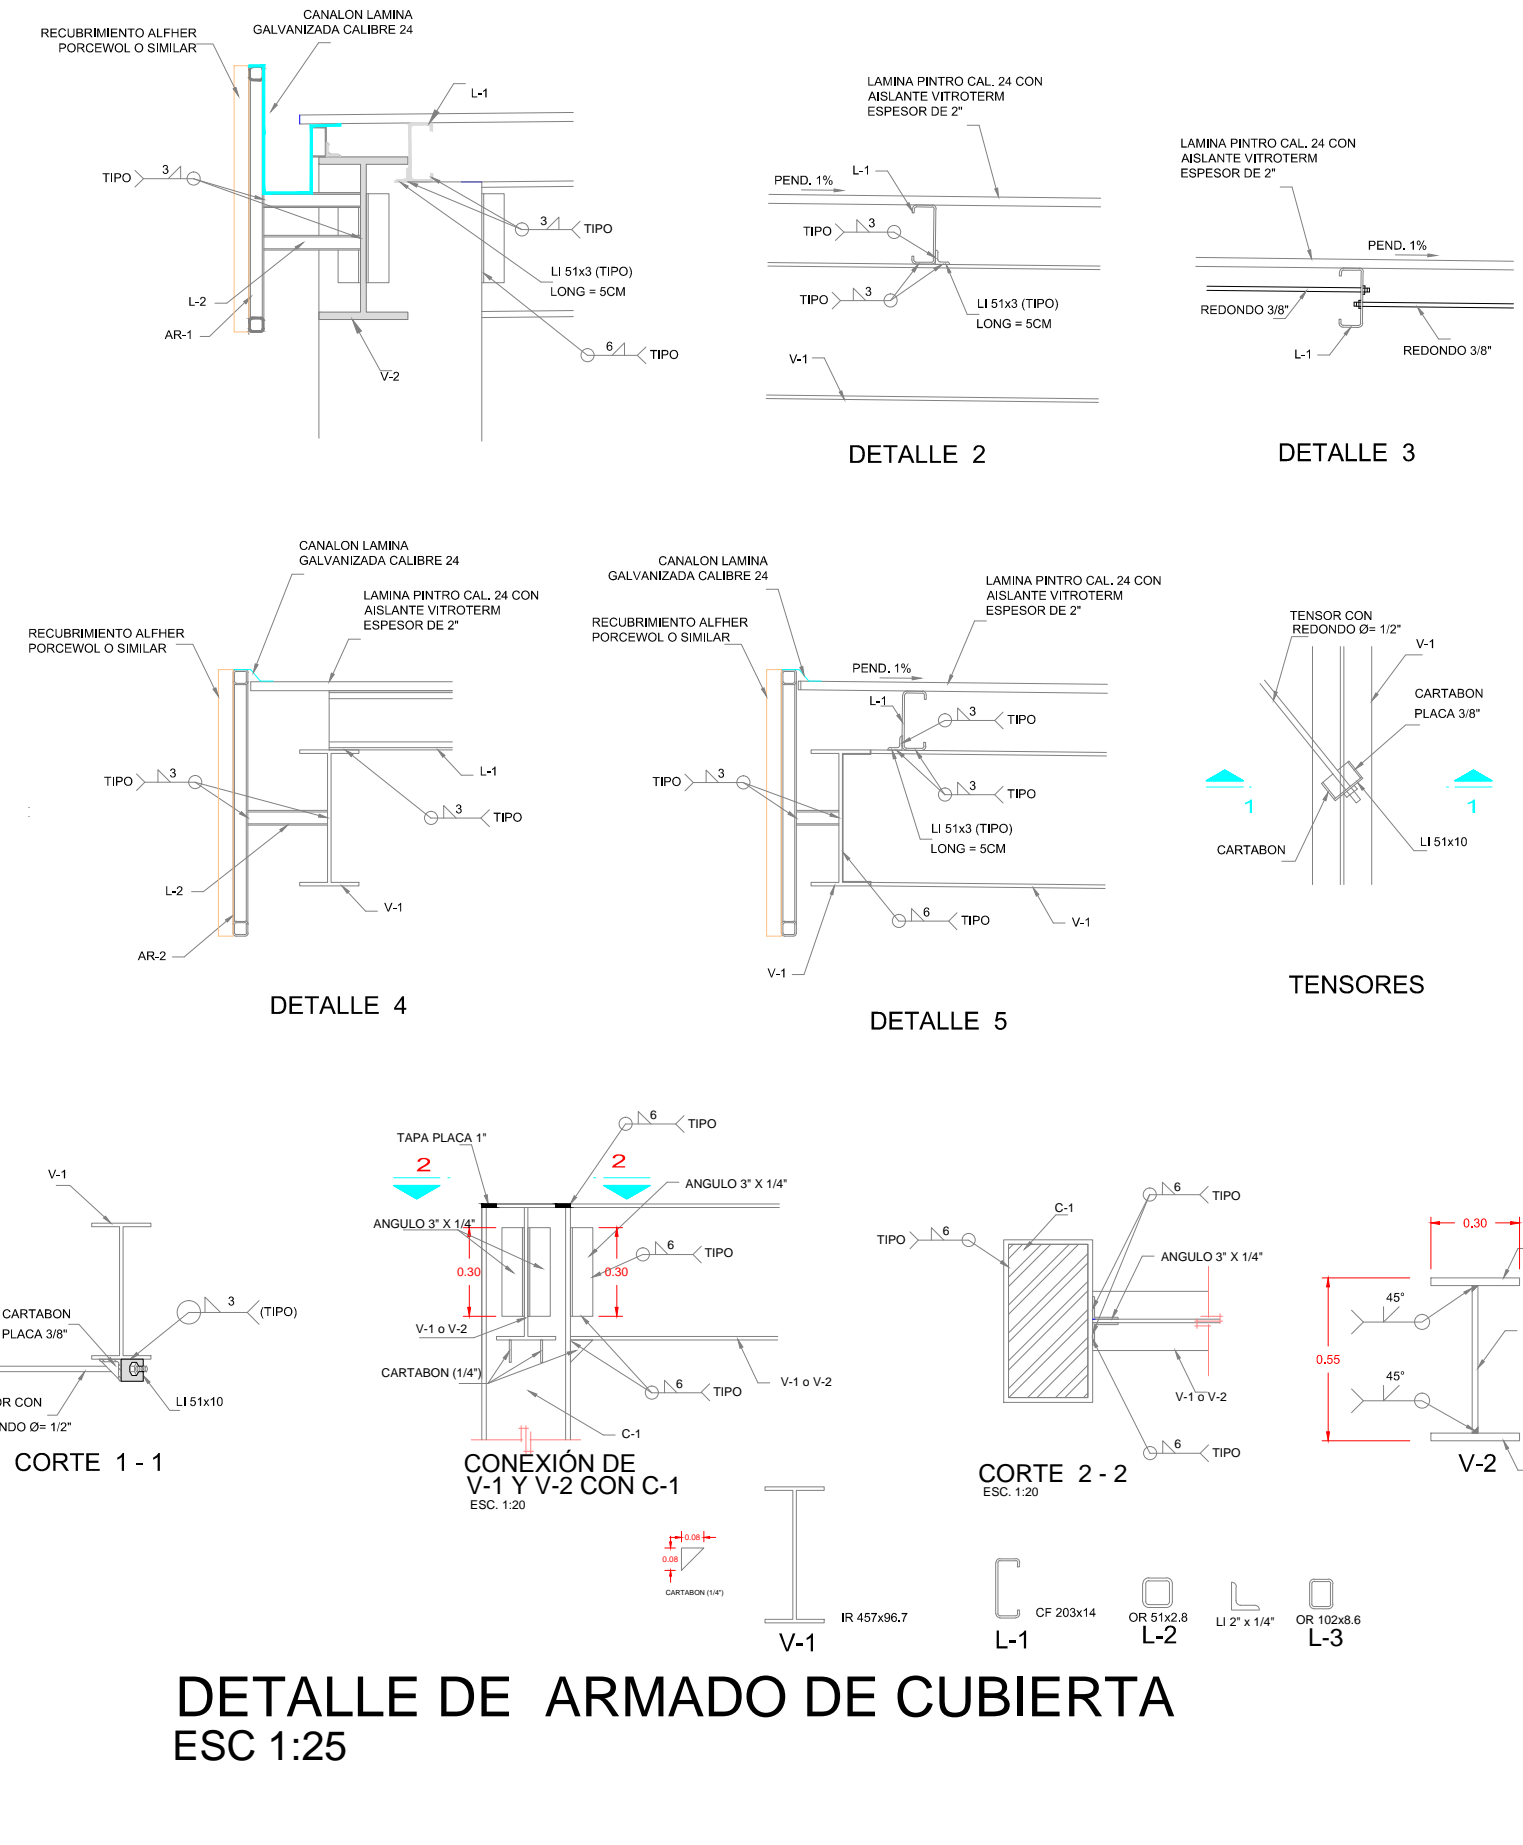 CANALON LAMINA
GALVANIZADA CALIBRE 24
RECUBRIMIENTO ALFHER
PORCEWOL O SIMILAR
L-1
TIPO
3
3
TIPO
LI 51x3 (TIPO)
LONG = 5CM
L-2
AR-1
6
TIPO
V-2
LAMINA PINTRO CAL. 24 CON
AISLANTE VITROTERM
ESPESOR DE 2"
L-1
PEND. 1%
TIPO
3
TIPO
3
LI 51x3 (TIPO)
LONG = 5CM
V-1
DETALLE 2
LAMINA PINTRO CAL. 24 CON
AISLANTE VITROTERM
ESPESOR DE 2"
PEND. 1%
REDONDO 3/8"
L-1
REDONDO 3/8"
DETALLE 3
CANALON LAMINA
GALVANIZADA CALIBRE 24
LAMINA PINTRO CAL. 24 CON
AISLANTE VITROTERM
ESPESOR DE 2"
RECUBRIMIENTO ALFHER
PORCEWOL O SIMILAR
L-1
TIPO
3
3
TIPO
L-2
V-1
AR-2
DETALLE 4
CANALON LAMINA
GALVANIZADA CALIBRE 24
LAMINA PINTRO CAL. 24 CON
AISLANTE VITROTERM
ESPESOR DE 2"
RECUBRIMIENTO ALFHER
PORCEWOL O SIMILAR
PEND. 1%
L-1
3
TIPO
TIPO
3
3
TIPO
LI 51x3 (TIPO)
LONG = 5CM
6
TIPO
V-1
V-1
DETALLE 5
TENSOR CON
REDONDO Ø= 1/2"
V-1
CARTABON
PLACA 3/8"
1
1
CARTABON
LI 51x10
TENSORES
V-1
CARTABON
PLACA 3/8"
3
(TIPO)
OR CON
NDO Ø= 1/2"
LI 51x10
CORTE 1 - 1
6
TIPO
TAPA PLACA 1"
2
2
ANGULO 3" X 1/4"
ANGULO 3" X 1/4"
6
TIPO
0.30
0.30
V-1 o V-2
CARTABON (1/4")
6
TIPO
V-1 o V-2
C-1
CONEXIÓN DE
V-1 Y V-2 CON C-1
ESC. 1:20
6
TIPO
C-1
TIPO
6
ANGULO 3" X 1/4"
V-1 o V-2
6
TIPO
CORTE 2 - 2
ESC. 1:20
0.30
45°
0.55
45°
V-2
0.08
0.08
CARTABON (1/4")
IR 457x96.7
V-1
CF 203x14
L-1
OR 51x2.8
L-2
LI 2" x 1/4"
OR 102x8.6
L-3
DETALLE DE ARMADO DE CUBIERTA
ESC 1:25